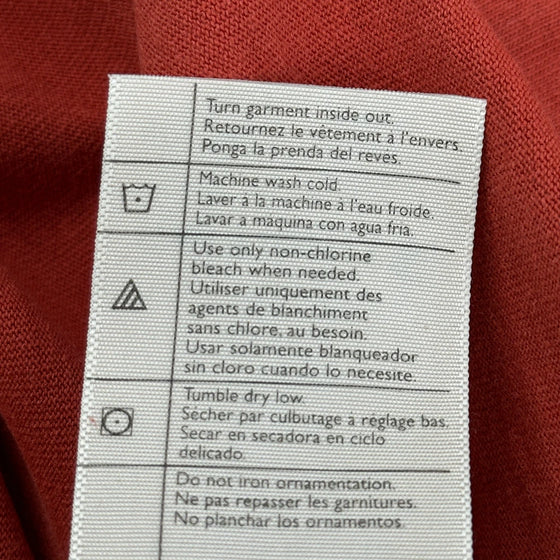 Turn garment inside out.
Retournez le vêtement à l'envers.
Ponga la prenda del revés.
Machine wash cold.
Laver à la machine à l'eau froide.
Lavar a máquina con agua fria.
Use only non-chlorine
bleach when needed.
Utiliser uniquement des
agents de blanchiment
sans chlore, au besoin.
Usar solamente blanqueador
sin cloro cuando lo necesite.
Tumble dry low.
Sécher par culbutage à réglage bas.
Secar en secadora en ciclo
delicado.
Do not iron ornamentation.
Ne pas repasser les garnitures.
No planchar los ornamentos.